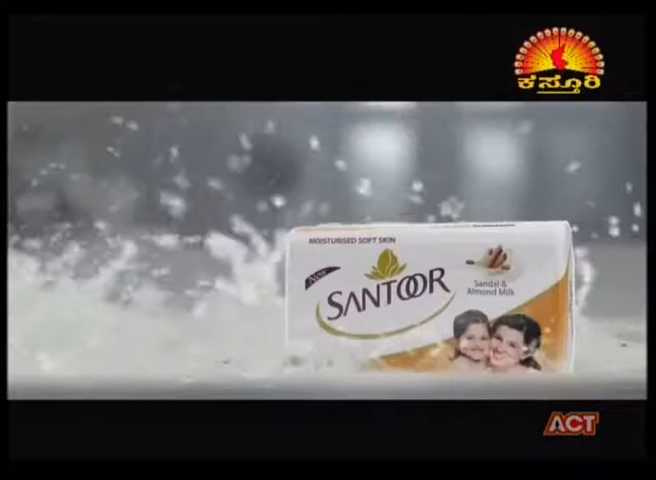 ಕಸ್ತೂರಿ
MOISTURISED SOFT SKIN
New
SANTOOR
Sandal &
Almond Milk
ACT